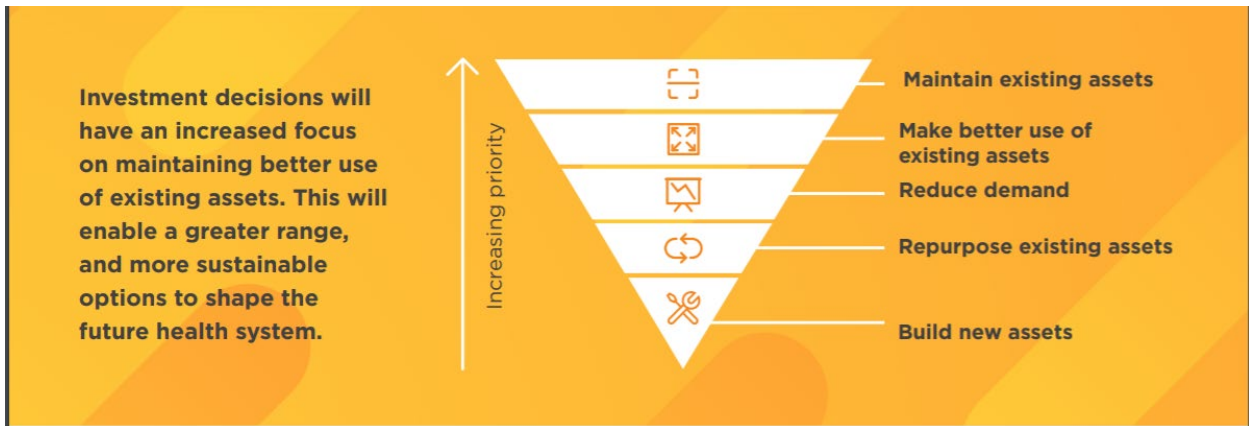 Investment decisions will
have an increased focus
on maintaining better use
of existing assets. This will
enable a greater range,
and more sustainable
options to shape the
future health system.
Increasing priority
Maintain existing assets
Make better use of
existing assets
Reduce demand
Repurpose existing assets
Build new assets